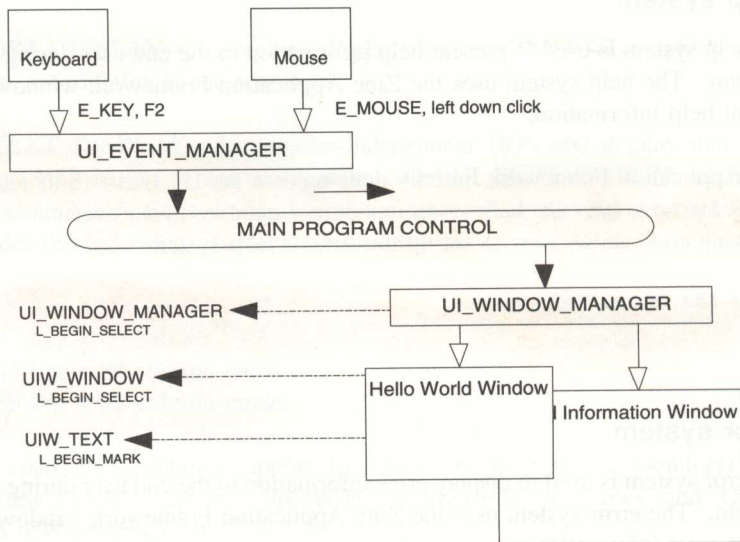 Keyboard
Mouse
E_KEY, F2
E_MOUSE, left down click
UI_EVENT_MANAGER
MAIN PROGRAM CONTROL
UI_WINDOW_MANAGER
L_BEGIN_SELECT
UI_WINDOW_MANAGER
UIW_WINDOW
L_BEGIN_SELECT
Hello World Window
Information Window
UIW_TEXT
L_BEGIN_MARK